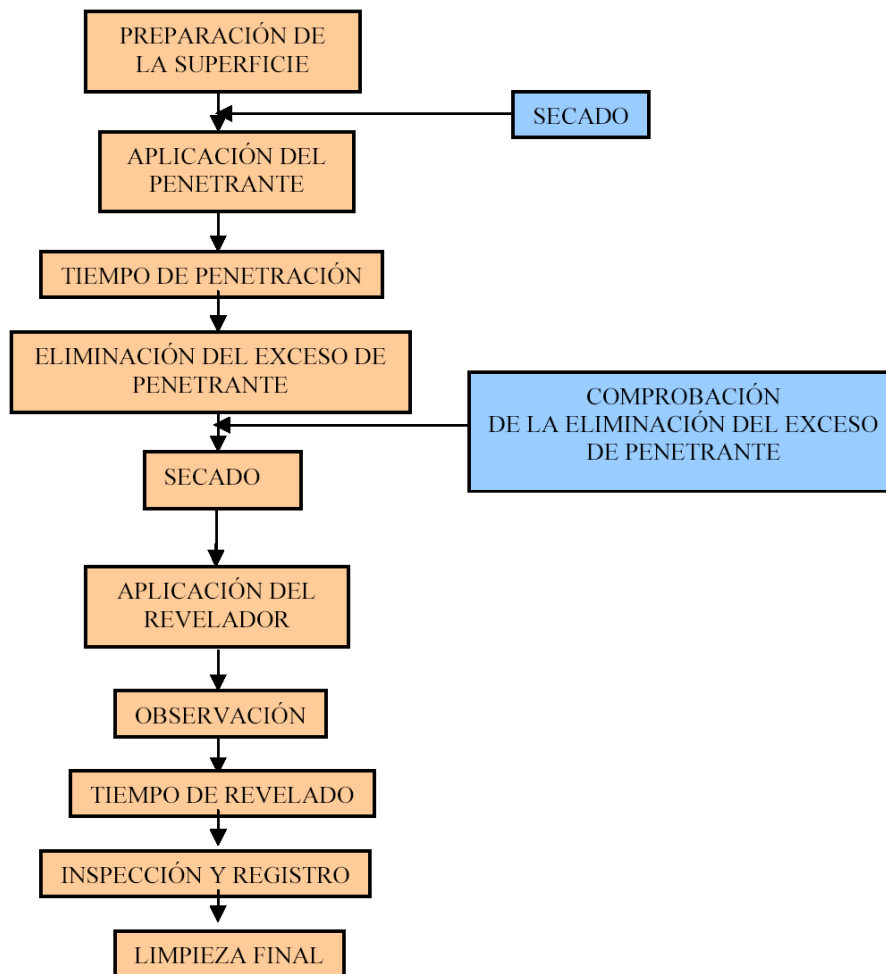 PREPARACIÓN DE
LA SUPERFICIE
SECADO
APLICACIÓN DEL
PENETRANTE
TIEMPO DE PENETRACIÓN
ELIMINACIÓN DEL EXCESO DE
PENETRANTE
COMPROBACIÓN
DE LA ELIMINACIÓN DEL EXCESO
DE PENETRANTE
SECADO
APLICACIÓN DEL
REVELADOR
OBSERVACIÓN
TIEMPO DE REVELADO
INSPECCIÓN Y REGISTRO
LIMPIEZA FINAL